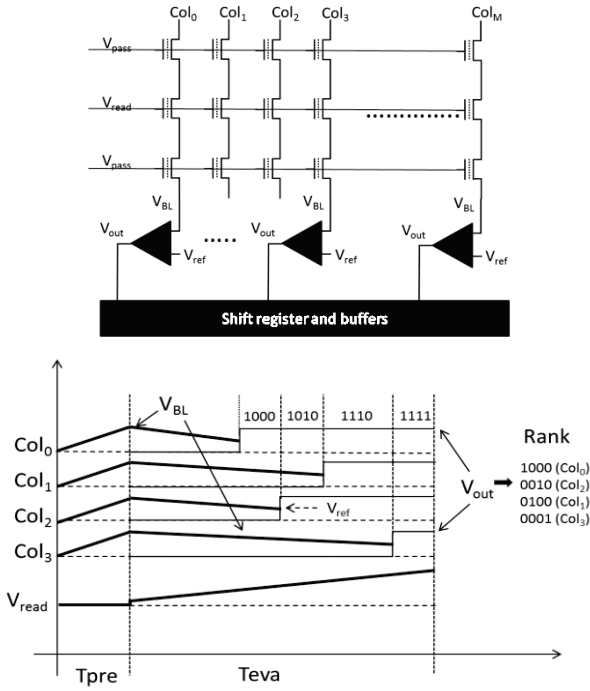 Col0 Col1 Col2 Col3 ColM
Vpass
Vread
Vpass
VBL VBL
Vout Vout Vout
Vref Vref Vref
Shift register and buffers
VBL 1000 1010 1110 1111
Rank
Col0
1000 (Col0)
Col1
Vout
0010 (Col2)
0100 (Col1)
Col2
Vref
0001 (Col3)
Col3
Vread
Tpre Teva